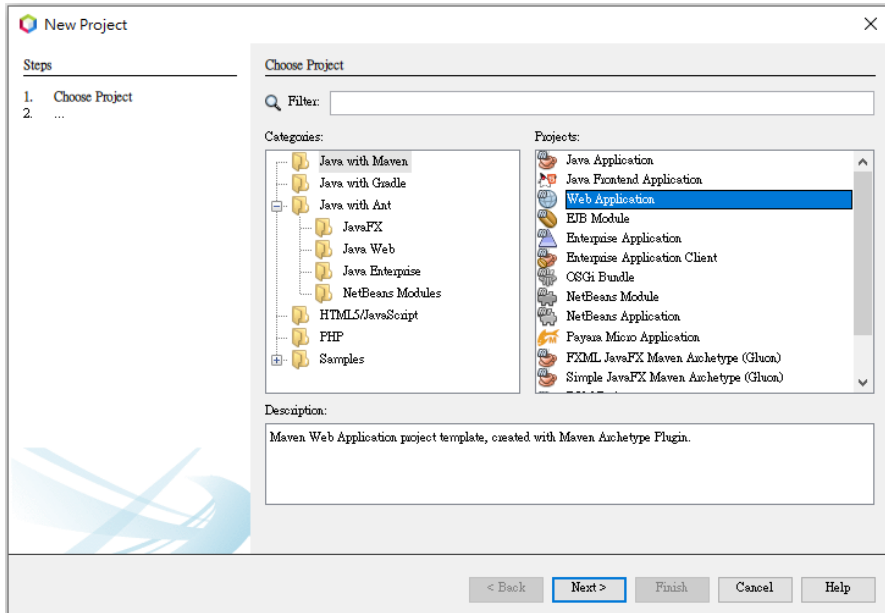 New Project
Steps
1. Choose Project
2. ...
Choose Project
Filter:
Categories:
Java with Maven
Java with Gradle
Java with Ant
JavaFX
Java Web
Java Enterprise
NetBeans Modules
HTML5/JavaScript
PHP
Samples
Projects:
Java Application
Java Frontend Application
Web Application
EJB Module
Enterprise Application
Enterprise Application Client
OSGi Bundle
NetBeans Module
NetBeans Application
Payara Micro Application
FXML JavaFX Maven Archetype (Gluon)
Simple JavaFX Maven Archetype (Gluon)
Description:
Maven Web Application project template, created with Maven Archetype Plugin.
< Back
Next >
Finish
Cancel
Help